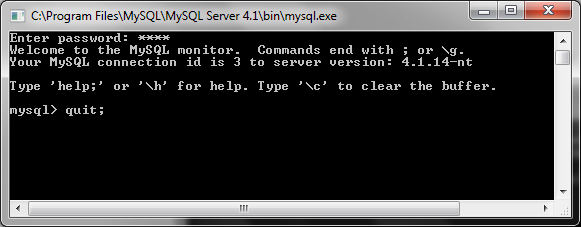 C:\Program Files\MySQL\MySQL Server 4.1\bin\mysql.exe
Enter password: ****
Welcome to the MySQL monitor.  Commands end with ; or \g.
Your MySQL connection id is 3 to server version: 4.1.14-nt
Type 'help;' or '\h' for help. Type '\c' to clear the buffer.
mysql> quit;